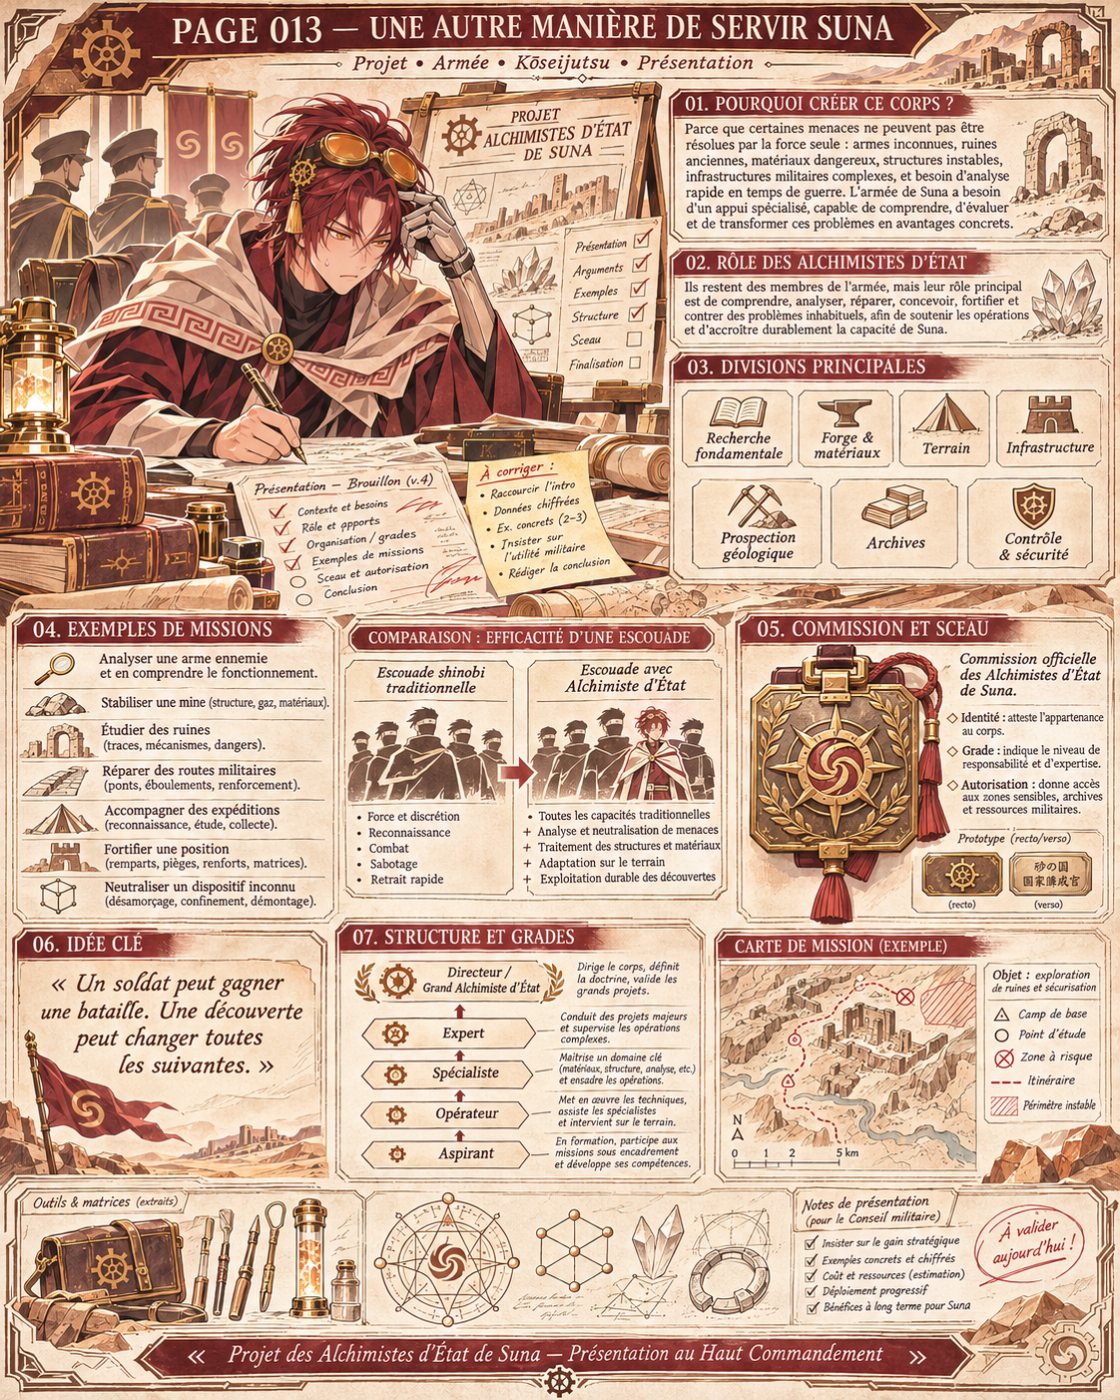 PAGE 013 — UNE AUTRE MANIÈRE DE SERVIR SUNA
Projet • Armée • Kōseijutsu • Présentation
PROJET
ALCHIMISTES D'ÉTAT
DE SUNA
Présentation
Arguments
Exemples
Structure
Sceau
Finalisation
Présentation – Brouillon (v.4)
Contexte et besoins
Rôle et apports
Organisation / grades
Exemples de missions
Sceau et autorisation
Conclusion
À corriger :
• Raccourcir l'intro
• Données chiffrées
• Ex. concrets (2-3)
• Insister sur
l'utilité militaire
• Rédiger la conclusion
01. POURQUOI CRÉER CE CORPS ?
Parce que certaines menaces ne peuvent pas être
résolues par la force seule : armes inconnues, ruines
anciennes, matériaux dangereux, structures instables,
infrastructures militaires complexes, et besoin d'analyse
rapide en temps de guerre. L'armée de Suna a besoin
d'un appui spécialisé, capable de comprendre, d'évaluer
et de transformer ces problèmes en avantages concrets.
02. RÔLE DES ALCHIMISTES D'ÉTAT
Ils restent des membres de l'armée, mais leur rôle principal
est de comprendre, analyser, réparer, concevoir, fortifier et
contrer des problèmes inhabituels, afin de soutenir les opérations
et d'accroître durablement la capacité de Suna.
03. DIVISIONS PRINCIPALES
Recherche
fondamentale
Forge &
matériaux
Terrain
Infrastructure
Prospection
géologique
Archives
Contrôle
& sécurité
04. EXEMPLES DE MISSIONS
Analyser une arme ennemie
et en comprendre le fonctionnement.
Stabiliser une mine (structure, gaz, matériaux).
Étudier des ruines
(traces, mécanismes, dangers).
Réparer des routes militaires
(ponts, éboulements, renforcement).
Accompagner des expéditions
(reconnaissance, étude, collecte).
Fortifier une position
(remparts, pièges, renforts, matrices).
Neutraliser un dispositif inconnu
(désamorçage, confinement, démontage).
COMPARAISON : EFFICACITÉ D'UNE ESCOUADE
Escouade shinobi
traditionnelle
• Force et discrétion
• Reconnaissance
• Combat
• Sabotage
• Retrait rapide
Escouade avec
Alchimiste d'État
• Toutes les capacités traditionnelles
+ Analyse et neutralisation de menaces
+ Traitement des structures et matériaux
+ Adaptation sur le terrain
+ Exploitation durable des découvertes
05. COMMISSION ET SCEAU
Commission officielle
des Alchimistes d'État
de Suna.
Identité : atteste l'appartenance
au corps.
Grade : indique le niveau de
responsabilité et d'expertise.
Autorisation : donne accès
aux zones sensibles, archives
et ressources militaires.
Prototype (recto/verso)
砂の国
(recto)
(verso)
06. IDÉE CLÉ
« Un soldat peut gagner
une bataille. Une découverte
peut changer toutes
les suivantes. »
07. STRUCTURE ET GRADES
Directeur /
Grand Alchimiste d'État
Dirige le corps, définit
la doctrine, valide les
grands projets.
Expert
Conduit des projets majeurs
et supervise les opérations
complexes.
Spécialiste
Maîtrise un domaine clé
(matériaux, structure, analyse, etc.)
et ensadre les opérations.
Opérateur
Met en œuvre les techniques,
assiste les spécialistes
et intervient sur le terrain.
Aspirant
En formation, participe aux
missions sous encadrement
et développe ses compétences.
CARTE DE MISSION (EXEMPLE)
N
0 1 2 5 km
Objet : exploration
de ruines et sécurisation
Camp de base
Point d'étude
Zone à risque
Itinéraire
Périmètre instable
Outils & matrices (extraits)
Notes de présentation
(pour le Conseil militaire)
Insister sur le gain stratégique
Exemples concrets et chiffrés
Coût et ressources (estimation)
Déploiement progressif
Bénéfices à long terme pour Suna
À valider
aujourd'hui !
« Projet des Alchimistes d'État de Suna — Présentation au Haut Commandement »